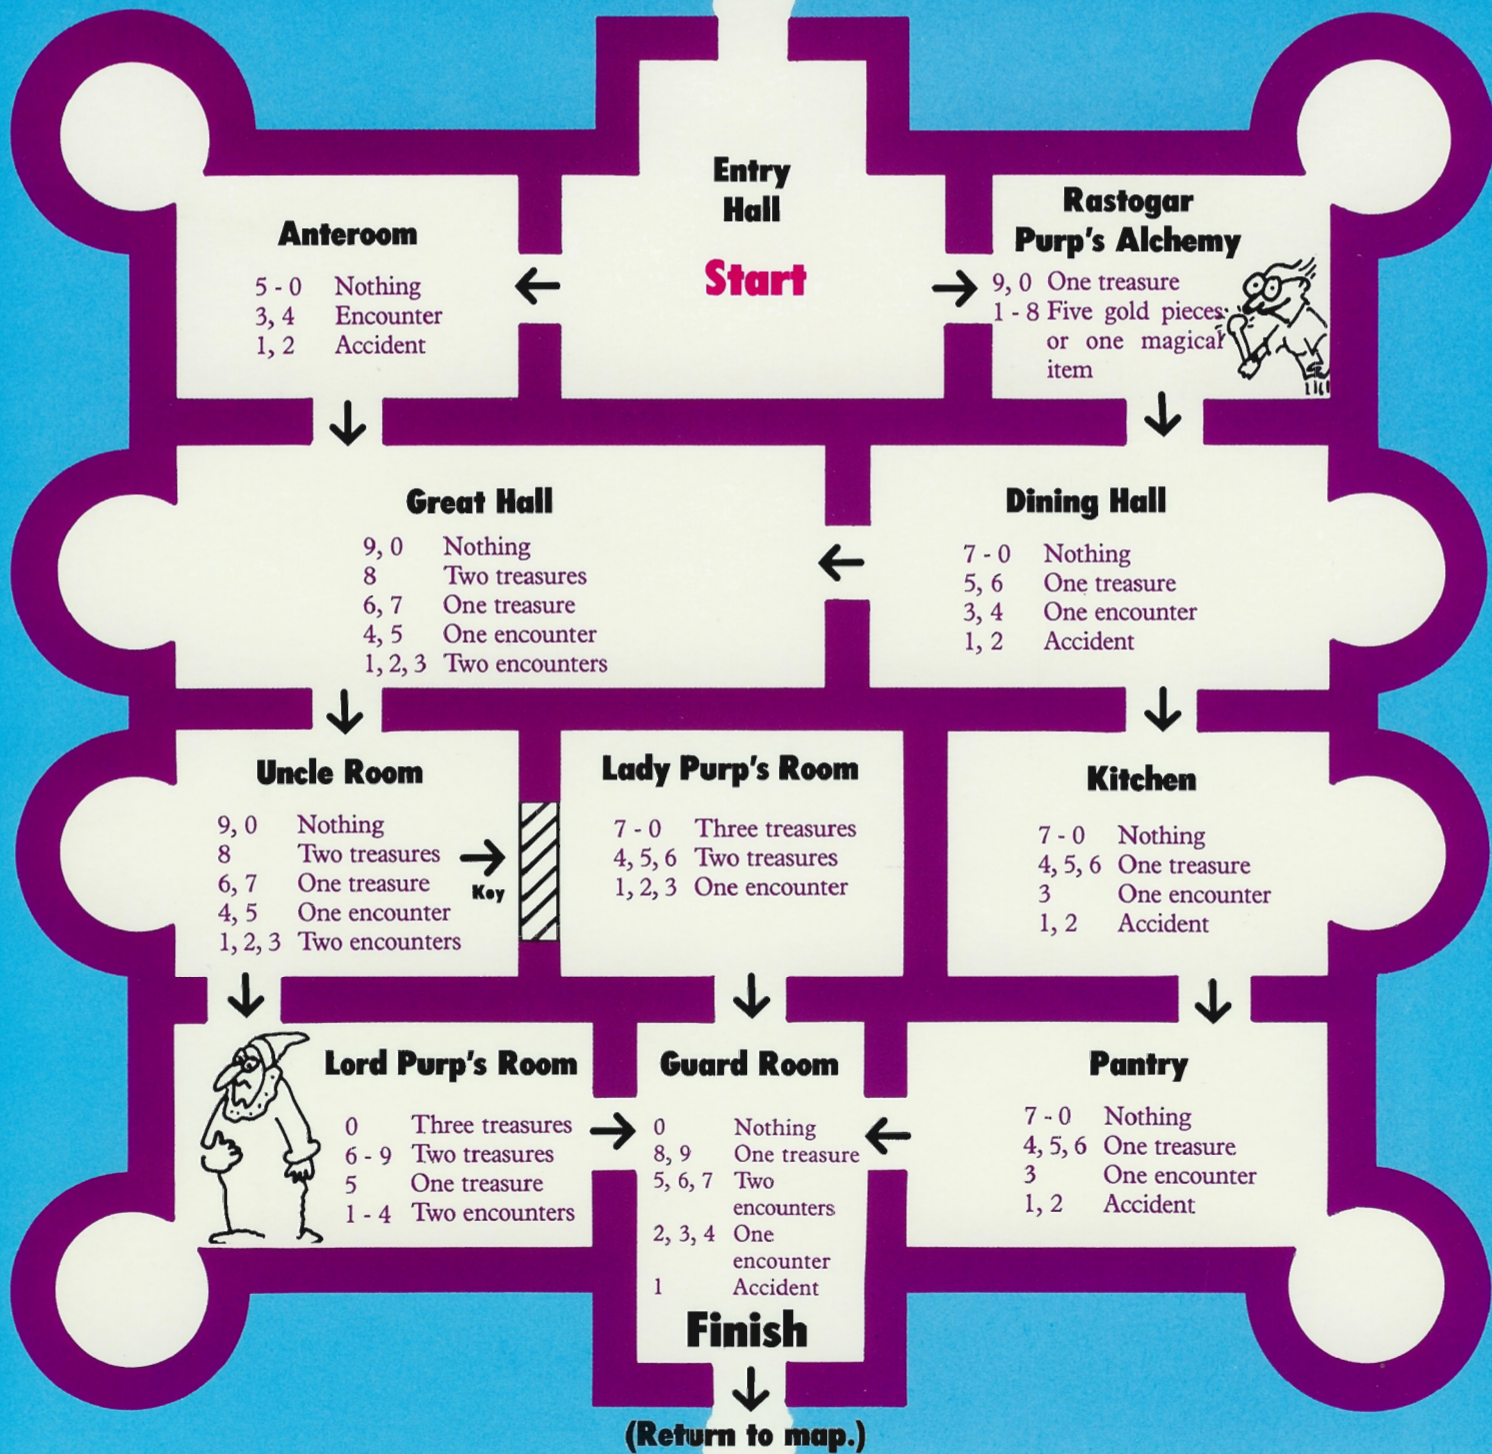 Entry
Hall
Start
Anteroom
5 - 0 Nothing
3, 4 Encounter
1, 2 Accident
Rastogar
Purp's Alchemy
9, 0 One treasure
1 - 8 Five gold pieces
or one magical
item
Great Hall
9, 0 Nothing
8 Two treasures
6, 7 One treasure
4, 5 One encounter
1, 2, 3 Two encounters
Dining Hall
7 - 0 Nothing
5, 6 One treasure
3, 4 One encounter
1, 2 Accident
Uncle Room
9, 0 Nothing
8 Two treasures
6, 7 One treasure
4, 5 One encounter
1, 2, 3 Two encounters
Key
Lady Purp's Room
7 - 0 Three treasures
4, 5, 6 Two treasures
1, 2, 3 One encounter
Kitchen
7 - 0 Nothing
4, 5, 6 One treasure
3 One encounter
1, 2 Accident
Lord Purp's Room
0 Three treasures
6 - 9 Two treasures
5 One treasure
1 - 4 Two encounters
Guard Room
0 Nothing
8, 9 One treasure
5, 6, 7 Two
encounters
2, 3, 4 One
encounter
1 Accident
Finish
Pantry
7 - 0 Nothing
4, 5, 6 One treasure
3 One encounter
1, 2 Accident
(Return to map.)